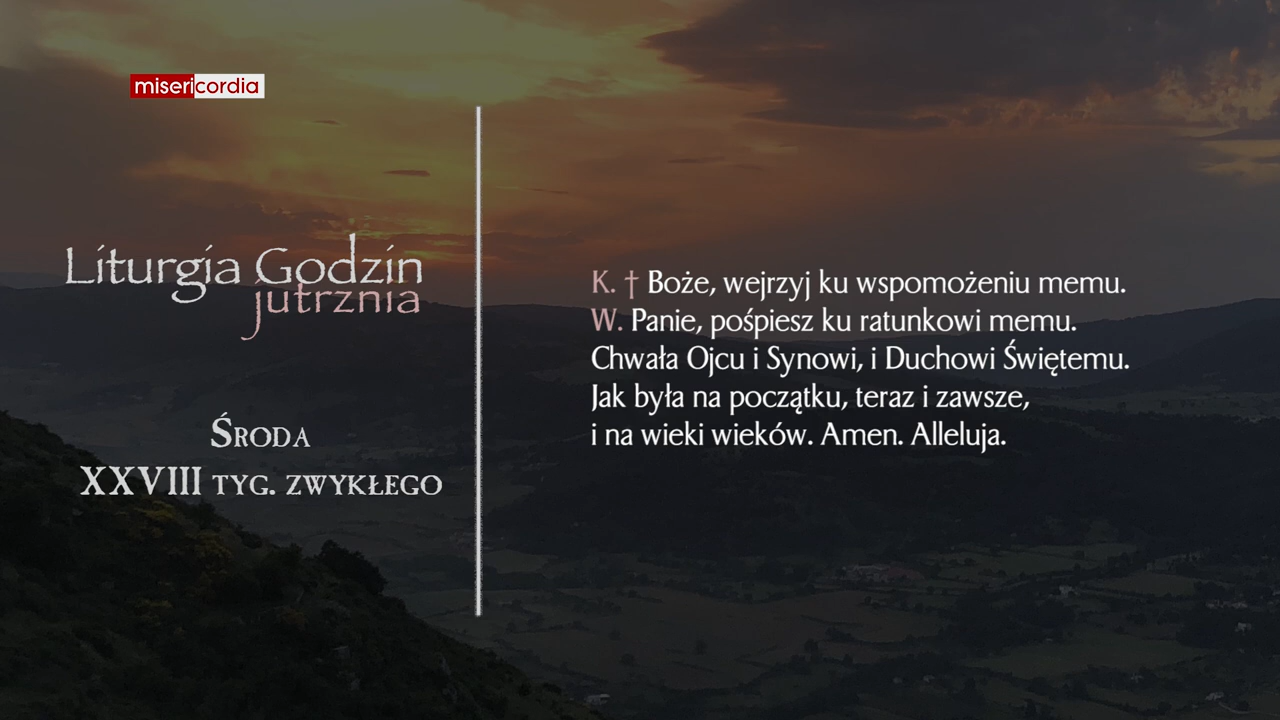 misericordia
Liturgia Godzin
jutrznia
Środa
XXVIII tyg. zwykłego
K. † Boże, wejrzyj ku wspomożeniu memu.
W. Panie, pośpiesz ku ratunkowi memu.
Chwała Ojcu i Synowi, i Duchowi Świętemu.
Jak była na początku, teraz i zawsze,
i na wieki wieków. Amen. Alleluja.